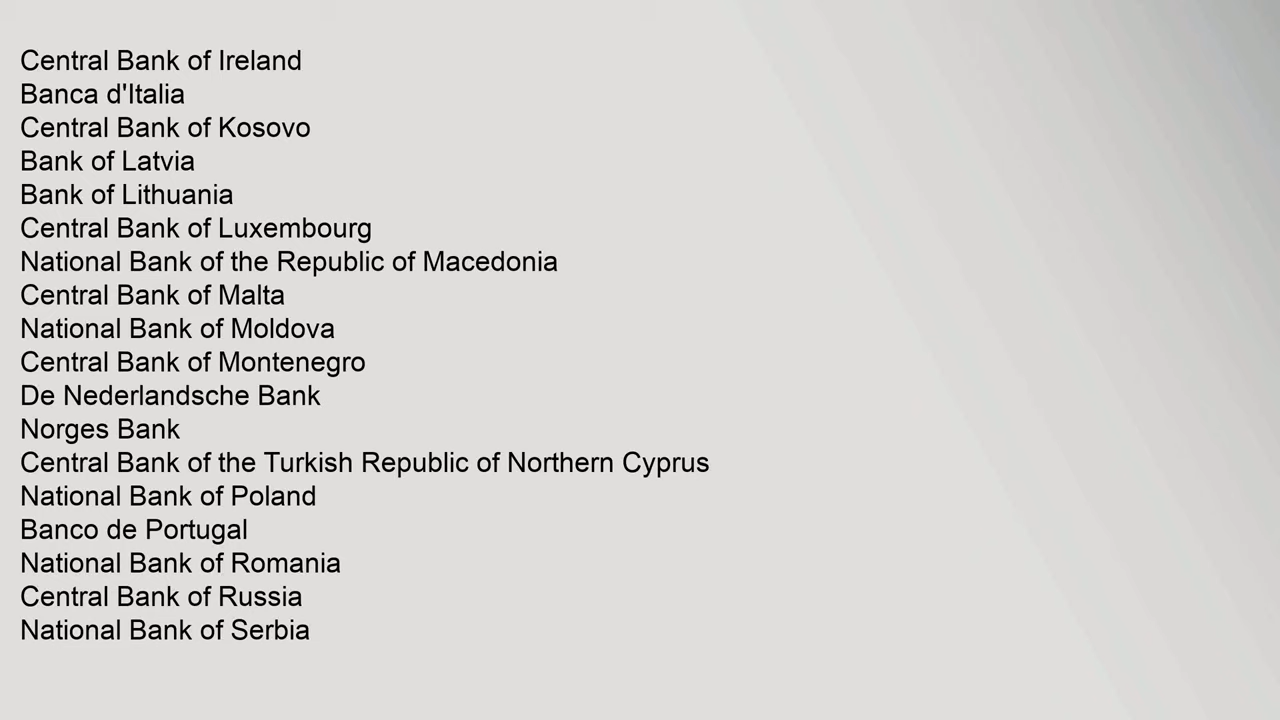 Central Bank of Ireland
Banca d'Italia
Central Bank of Kosovo
Bank of Latvia
Bank of Lithuania
Central Bank of Luxembourg
National Bank of the Republic of Macedonia
Central Bank of Malta
National Bank of Moldova
Central Bank of Montenegro
De Nederlandsche Bank
Norges Bank
Central Bank of the Turkish Republic of Northern Cyprus
National Bank of Poland
Banco de Portugal
National Bank of Romania
Central Bank of Russia
National Bank of Serbia